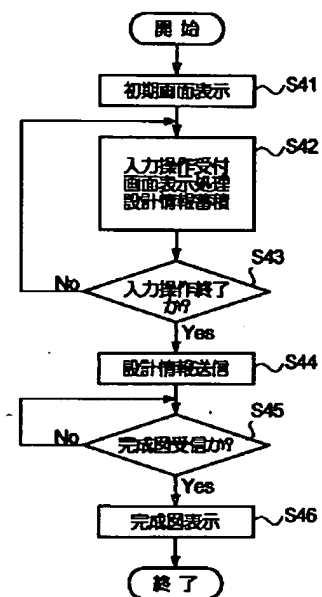 開始
初期画面表示
S41
入力操作受付
画面表示処理
設計情報蓄積
S42
入力操作終了
か?
S43
No
Yes
設計情報送信
S44
完成図受信か?
S45
No
Yes
完成図表示
S46
終了